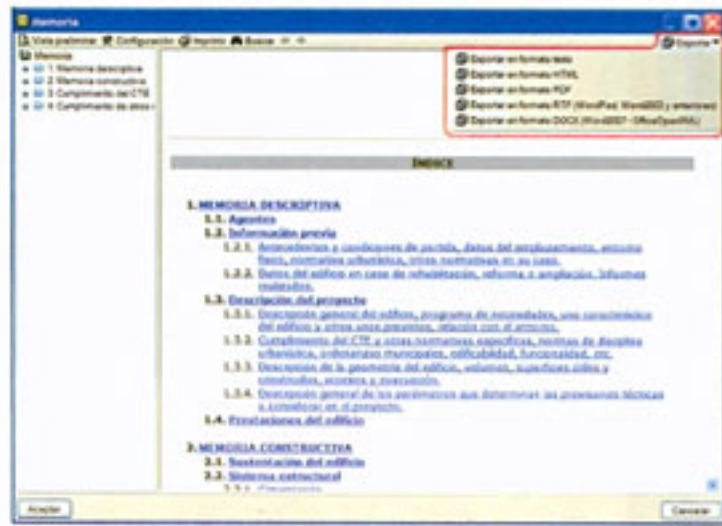 memoria
Vista preliminar Configuración Imprimir Buscar
Exportar
Memoria
1 Memoria descriptiva
2 Memoria constructiva
3 Cumplimiento del CTE
4 Cumplimiento de otros
Exportar en formato texto
Exportar en formato HTML
Exportar en formato PDF
Exportar en formato RTF (WordPad, Word2003 y anteriores)
Exportar en formato DOCX (Word2007 - OfficeOpenXML)
ÍNDICE
1. MEMORIA DESCRIPTIVA
1.1. Agentes
1.2. Información previa
1.2.1. Antecedentes y condiciones de partida, datos del emplazamiento, entorno
físico, normativa urbanística, otras normativas en su caso.
1.2.2. Datos del edificio en caso de rehabilitación, reforma o ampliación. Informes
realizados.
1.3. Descripción del proyecto
1.3.1. Descripción general del edificio, programa de necesidades, uso característico
del edificio y otros usos previstos, relación con el entorno.
1.3.2. Cumplimiento del CTE y otras normativas específicas, normas de disciplina
urbanística, ordenanzas municipales, edificabilidad, funcionalidad, etc.
1.3.3. Descripción de la geometría del edificio, volumen, superficies útiles y
construidas, accesos y evacuación.
1.3.4. Descripción general de los parámetros que determinan las previsiones técnicas
a considerar en el proyecto.
1.4. Prestaciones del edificio
2. MEMORIA CONSTRUCTIVA
2.1. Sustentación del edificio
2.2. Sistema estructural
Aceptar
Cancelar